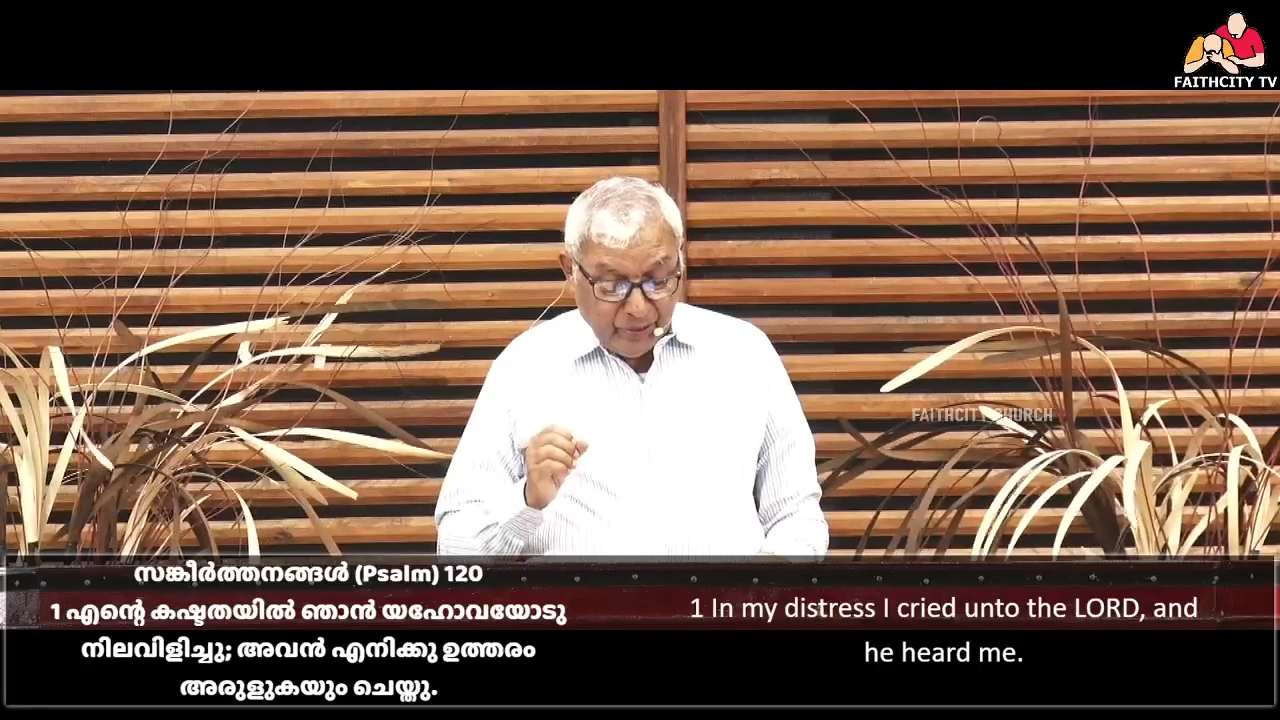 FAITHCITY TV
FAITHCITY CHURCH
സങ്കീർത്തനങ്ങൾ (Psalm) 120
1 എന്റെ കഷ്ടതയിൽ ഞാൻ യഹോവയോടു
നിലവിളിച്ചു; അവൻ എനിക്കു ഉത്തരം
അരുളുകയും ചെയ്തു.
1 In my distress I cried unto the LORD, and
he heard me.